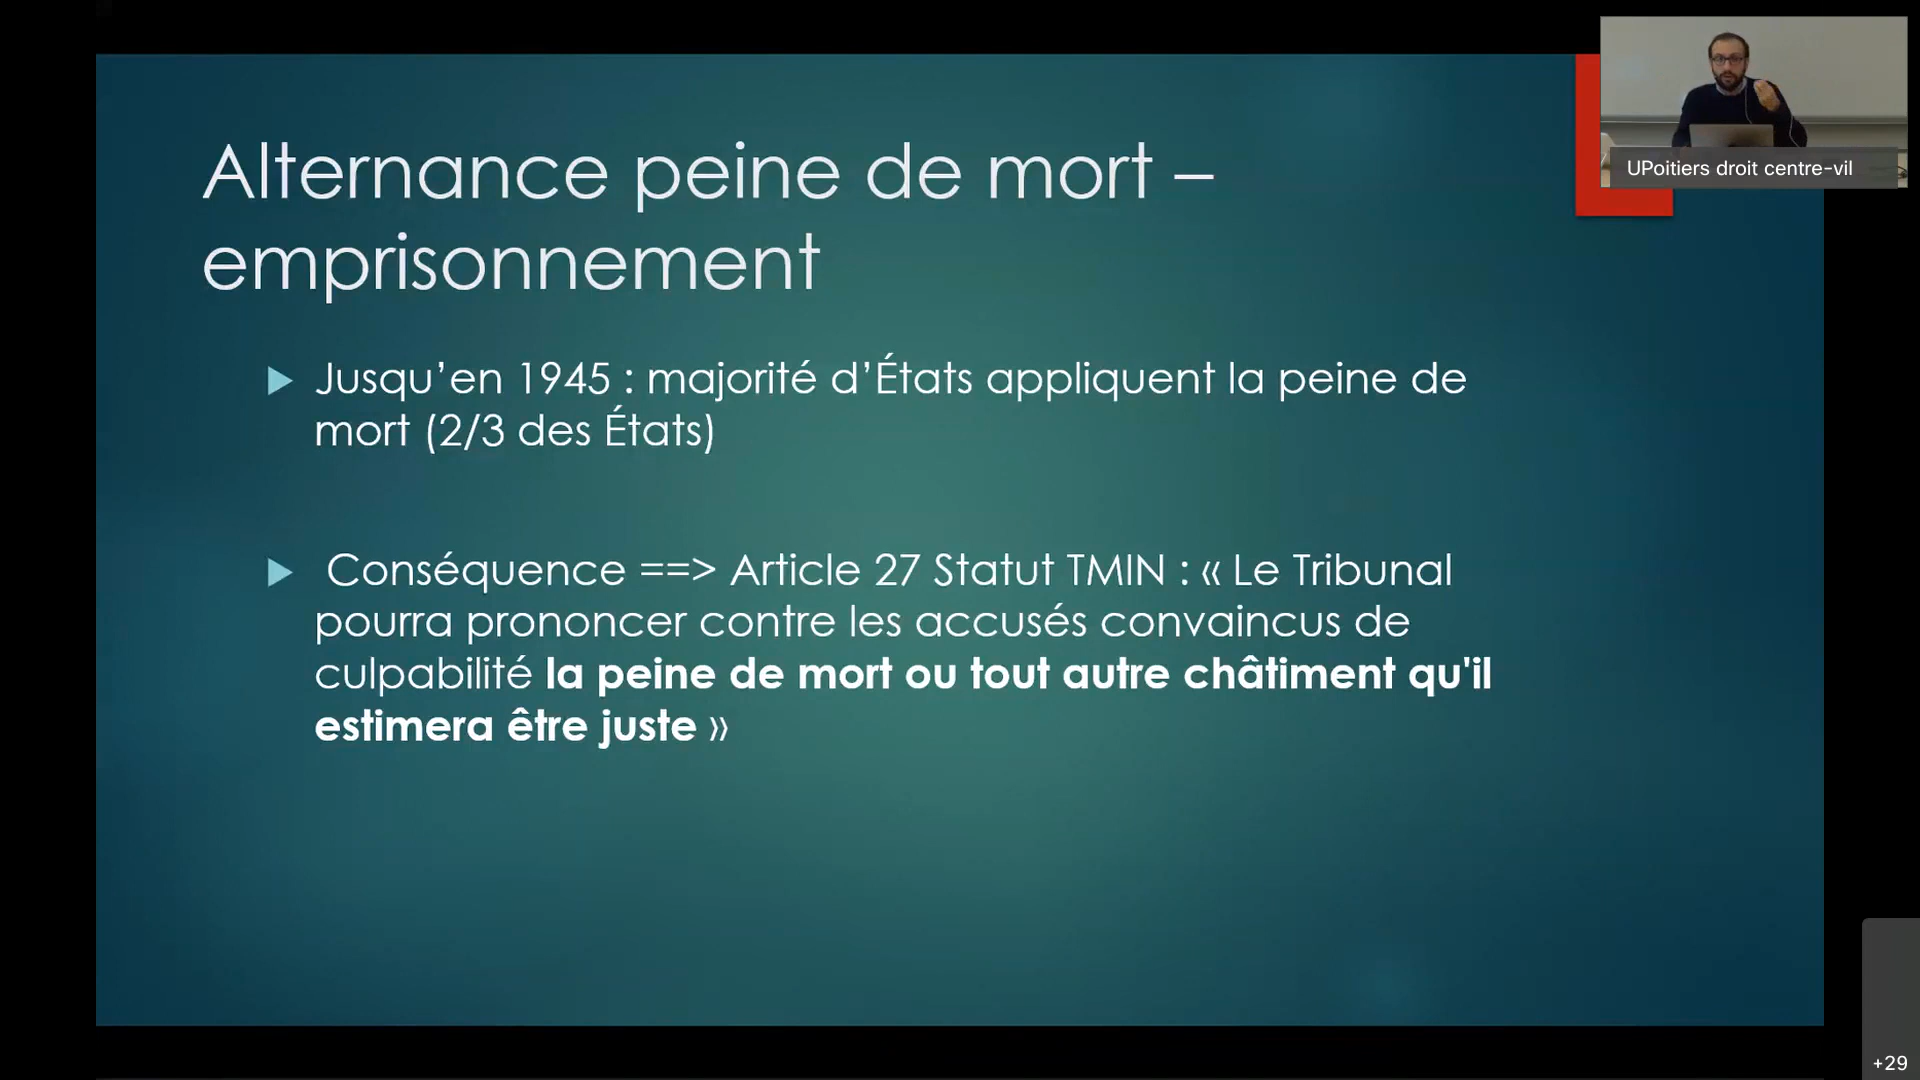 UPoitiers droit centre-vil
Alternance peine de mort –
emprisonnement
Jusqu’en 1945 : majorité d’États appliquent la peine de
mort (2/3 des États)
Conséquence ==> Article 27 Statut TMIN : « Le Tribunal
pourra prononcer contre les accusés convaincus de
culpabilité la peine de mort ou tout autre châtiment qu'il
estimera être juste »
+29